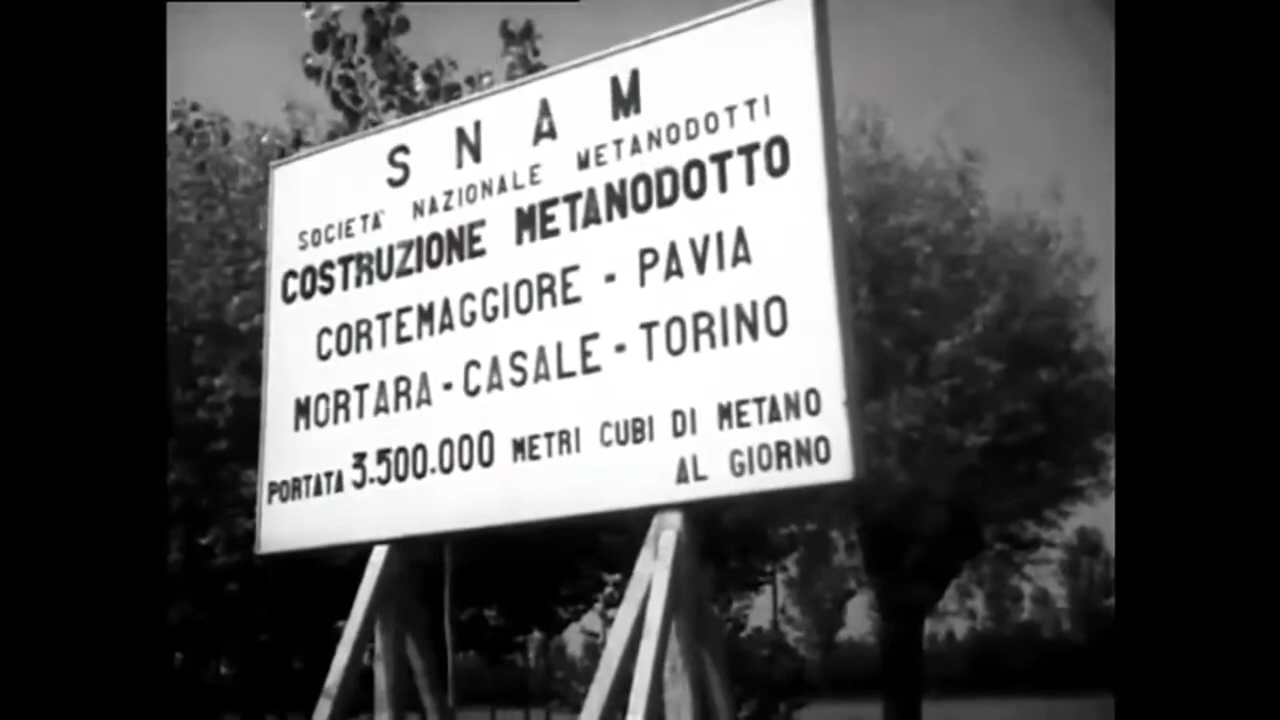 S N A M
SOCIETA' NAZIONALE METANODOTTI
COSTRUZIONE METANODOTTO
CORTEMAGGIORE - PAVIA
MORTARA - CASALE - TORINO
PORTATA 3.500.000 METRI CUBI DI METANO
AL GIORNO